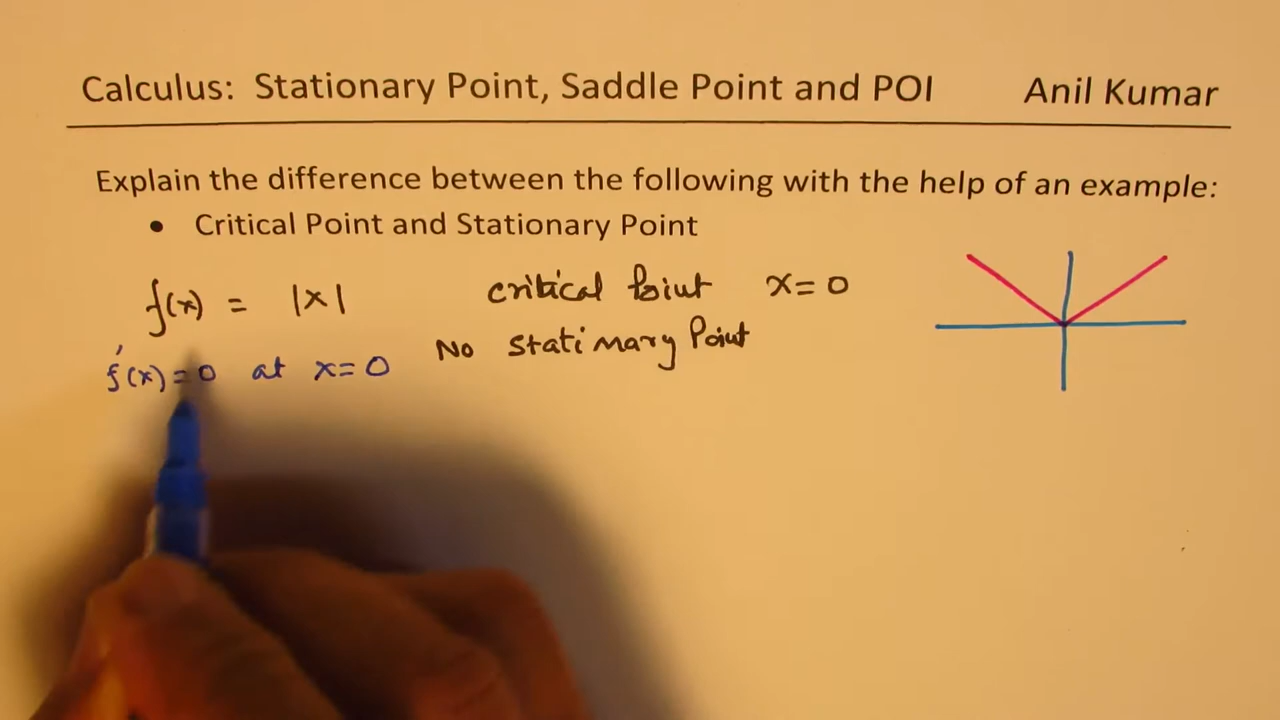 Calculus: Stationary Point, Saddle Point and POI Anil Kumar
Explain the difference between the following with the help of an example:
• Critical Point and Stationary Point
f(x) = |x| critical Point x=0
No Stationary Point
f'(x)=0 at x=0